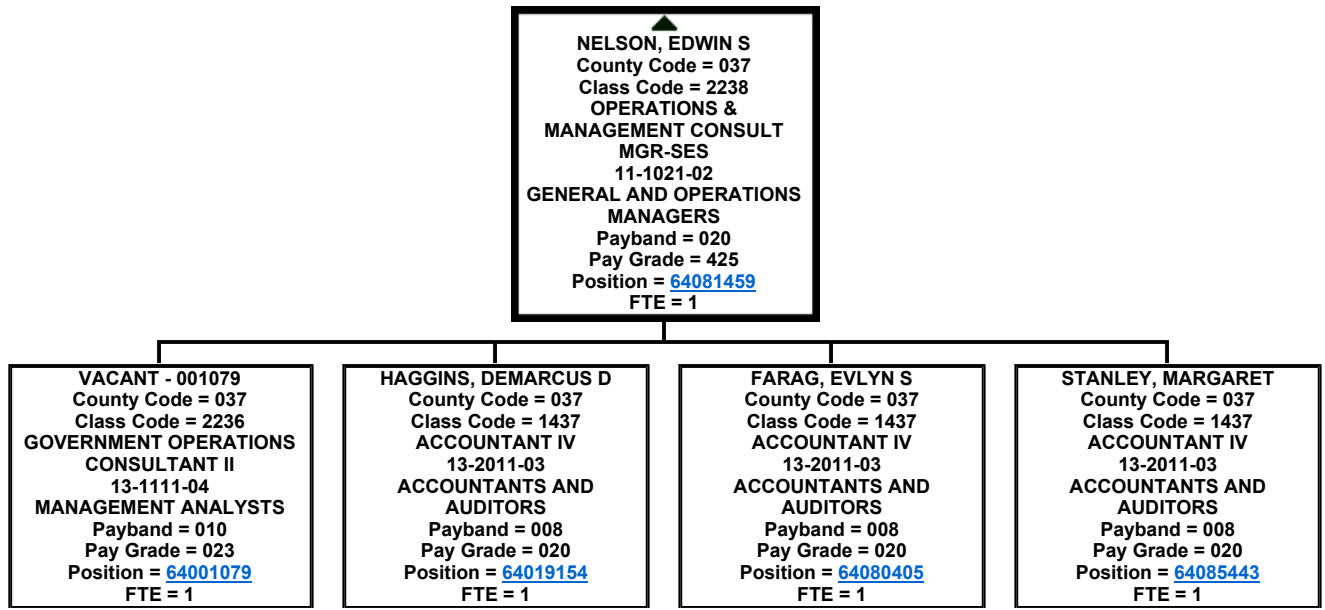 NELSON, EDWIN S
County Code = 037
Class Code = 2238
OPERATIONS &
MANAGEMENT CONSULT
MGR-SES
11-1021-02
GENERAL AND OPERATIONS
MANAGERS
Payband = 020
Pay Grade = 425
Position = 64081459
FTE = 1
VACANT - 001079
County Code = 037
Class Code = 2236
GOVERNMENT OPERATIONS
CONSULTANT II
13-1111-04
MANAGEMENT ANALYSTS
Payband = 010
Pay Grade = 023
Position = 64001079
FTE = 1
HAGGINS, DEMARCUS D
County Code = 037
Class Code = 1437
ACCOUNTANT IV
13-2011-03
ACCOUNTANTS AND
AUDITORS
Payband = 008
Pay Grade = 020
Position = 64019154
FTE = 1
FARAG, EVLYN S
County Code = 037
Class Code = 1437
ACCOUNTANT IV
13-2011-03
ACCOUNTANTS AND
AUDITORS
Payband = 008
Pay Grade = 020
Position = 64080405
FTE = 1
STANLEY, MARGARET
County Code = 037
Class Code = 1437
ACCOUNTANT IV
13-2011-03
ACCOUNTANTS AND
AUDITORS
Payband = 008
Pay Grade = 020
Position = 64085443
FTE = 1